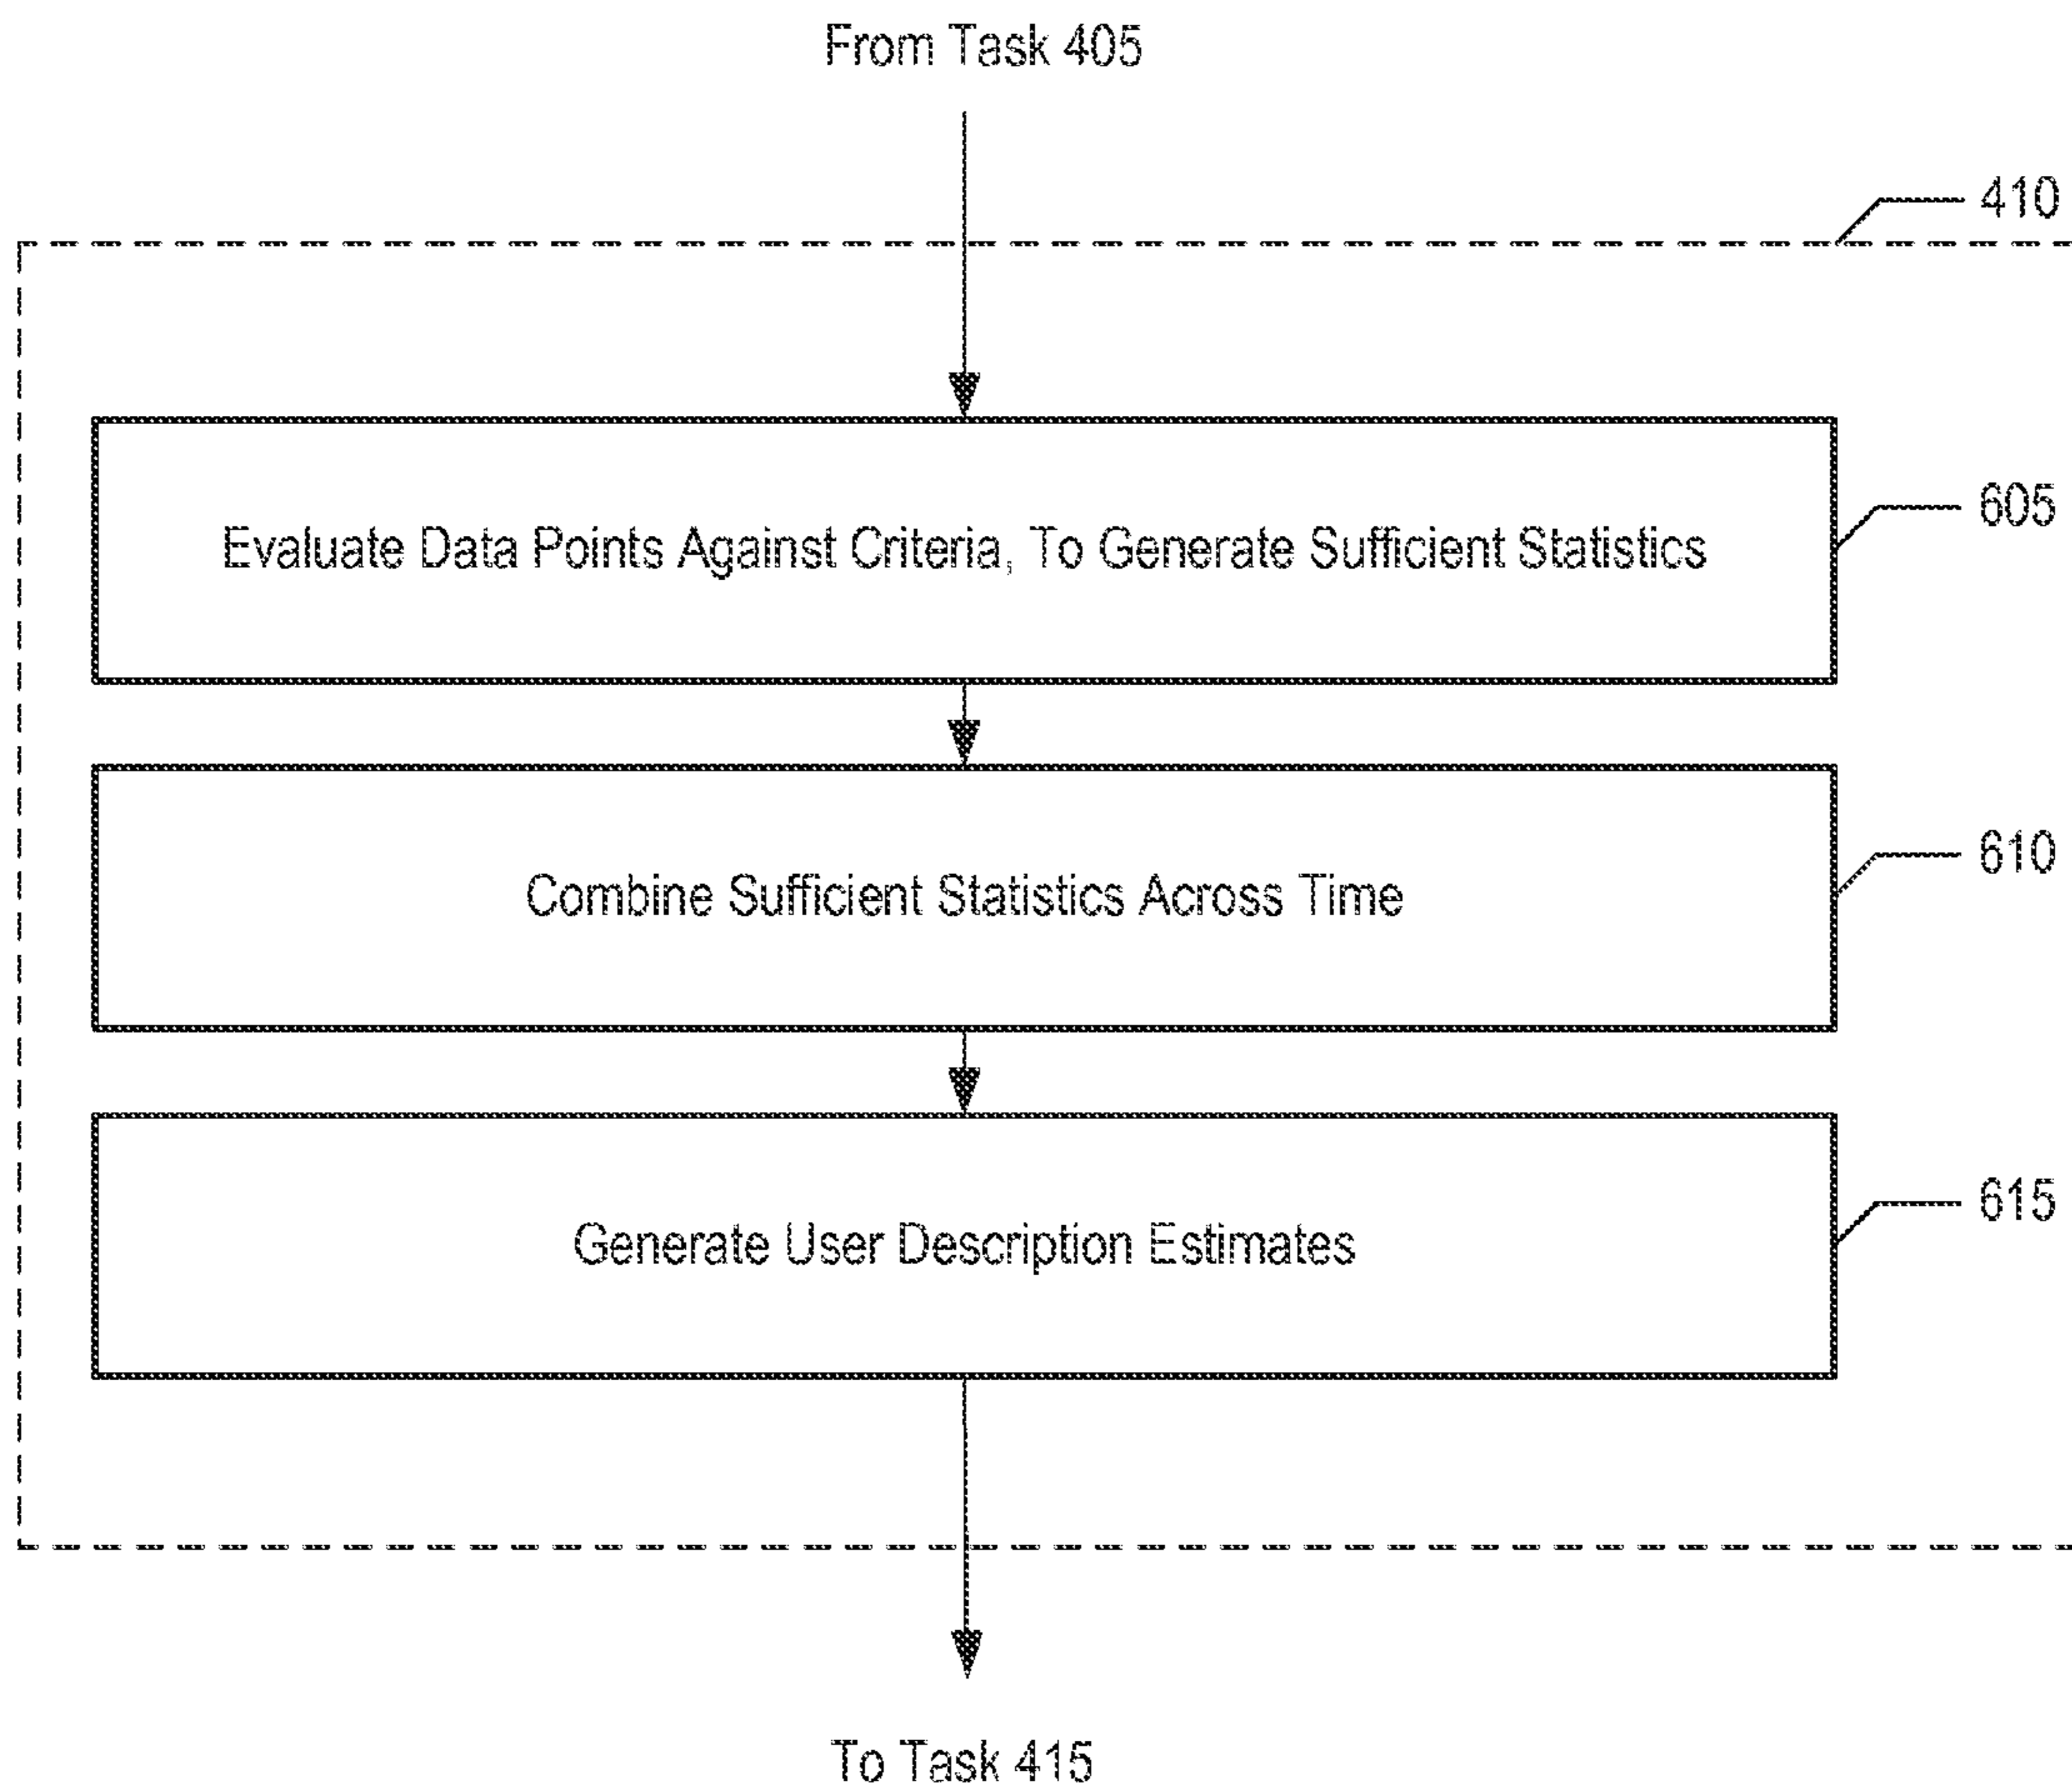 From Task 405
410
605
Evaluate Data Points Against Criteria, To Generate Sufficient Statistics
610
Combine Sufficient Statistics Across Time
615
Generate User Description Estimates
To Task 415